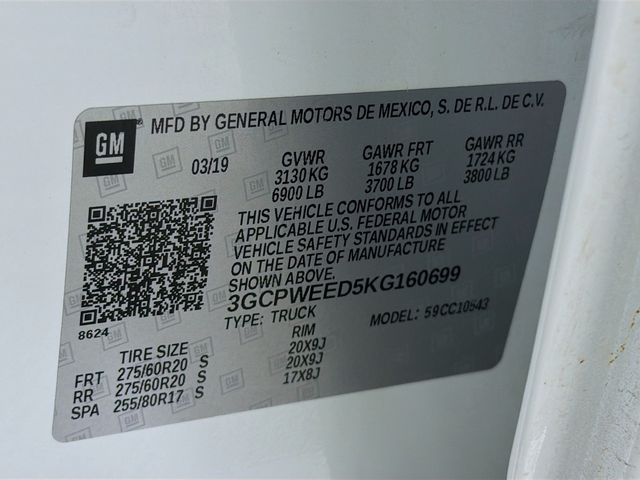 GM® MFD BY GENERAL MOTORS DE MEXICO, S. DE R.L. DE C.V.
03/19 GVWR GAWR FRT GAWR RR
3130 KG 1678 KG 1724 KG
6900 LB 3700 LB 3800 LB
THIS VEHICLE CONFORMS TO ALL
APPLICABLE U.S. FEDERAL MOTOR
VEHICLE SAFETY STANDARDS IN EFFECT
ON THE DATE OF MANUFACTURE
SHOWN ABOVE.
3GCPWEED5KG160699
8624
TYPE: TRUCK MODEL: 59CC10543
TIRE SIZE RIM
FRT 275/60R20 S 20X9J
RR 275/60R20 S 20X9J
SPA 255/80R17 S 17X8J